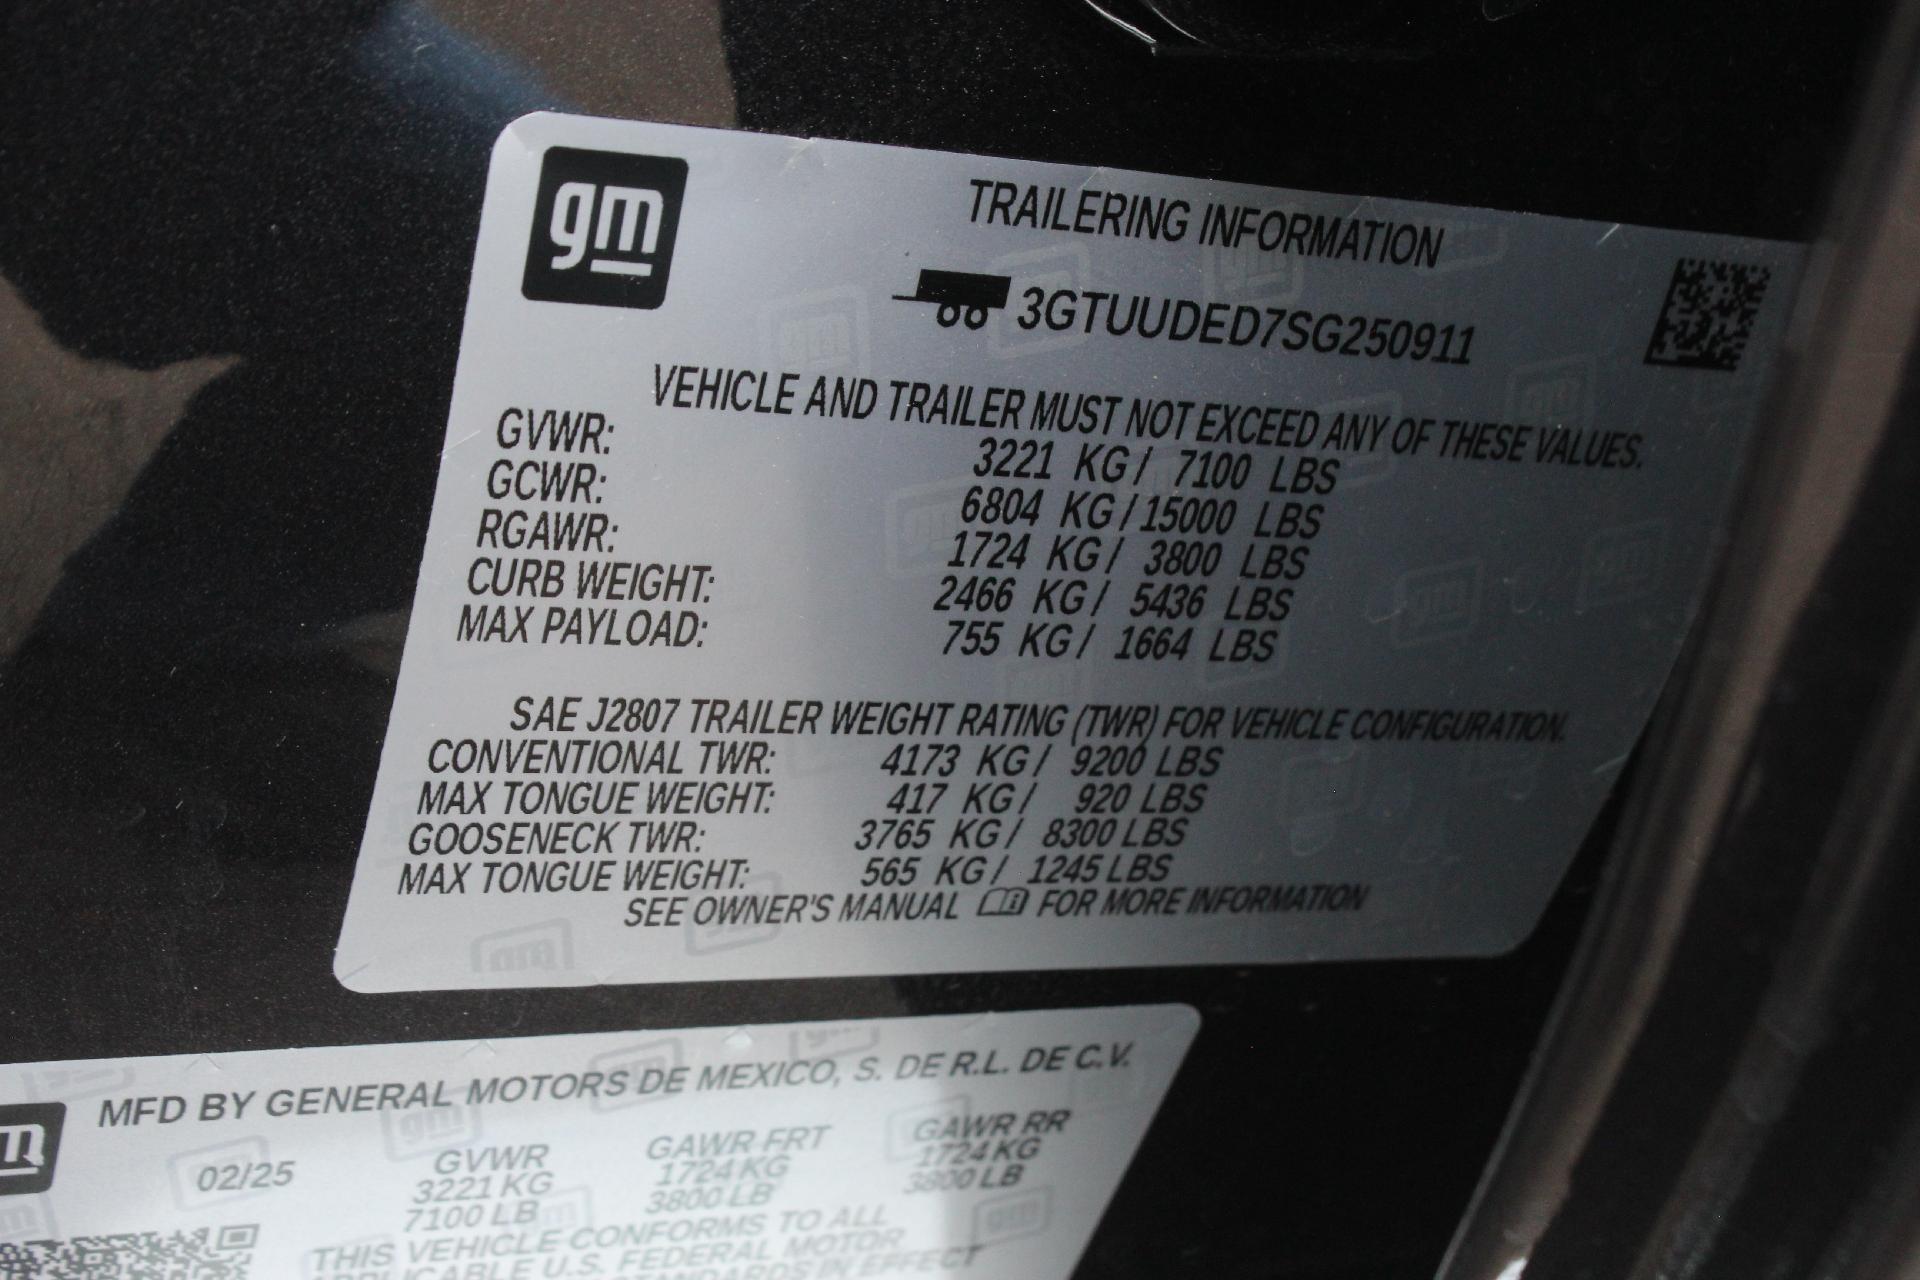 gm
TRAILERING INFORMATION
3GTUUDED7SG250911
VEHICLE AND TRAILER MUST NOT EXCEED ANY OF THESE VALUES.
GVWR: 3221 KG / 7100 LBS
GCWR: 6804 KG / 15000 LBS
RGAWR: 1724 KG / 3800 LBS
CURB WEIGHT: 2466 KG / 5436 LBS
MAX PAYLOAD: 755 KG / 1664 LBS
SAE J2807 TRAILER WEIGHT RATING (TWR) FOR VEHICLE CONFIGURATION.
CONVENTIONAL TWR: 4173 KG / 9200 LBS
MAX TONGUE WEIGHT: 417 KG / 920 LBS
GOOSENECK TWR: 3765 KG / 8300 LBS
MAX TONGUE WEIGHT: 565 KG / 1245 LBS
SEE OWNER'S MANUAL FOR MORE INFORMATION
MFD BY GENERAL MOTORS DE MEXICO, S. DE R.L. DE C.V.
02/25 GVWR GAWR FRT GAWR RR
3221 KG 1724 KG 1724 KG
7100 LB 3800 LB 3800 LB
THIS VEHICLE CONFORMS TO ALL
APPLICABLE U.S. FEDERAL MOTOR
STANDARDS IN EFFECT